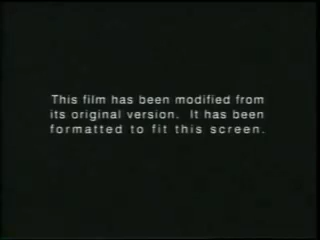 This film has been modified from
its original version.  It has been
formatted to fit this screen.